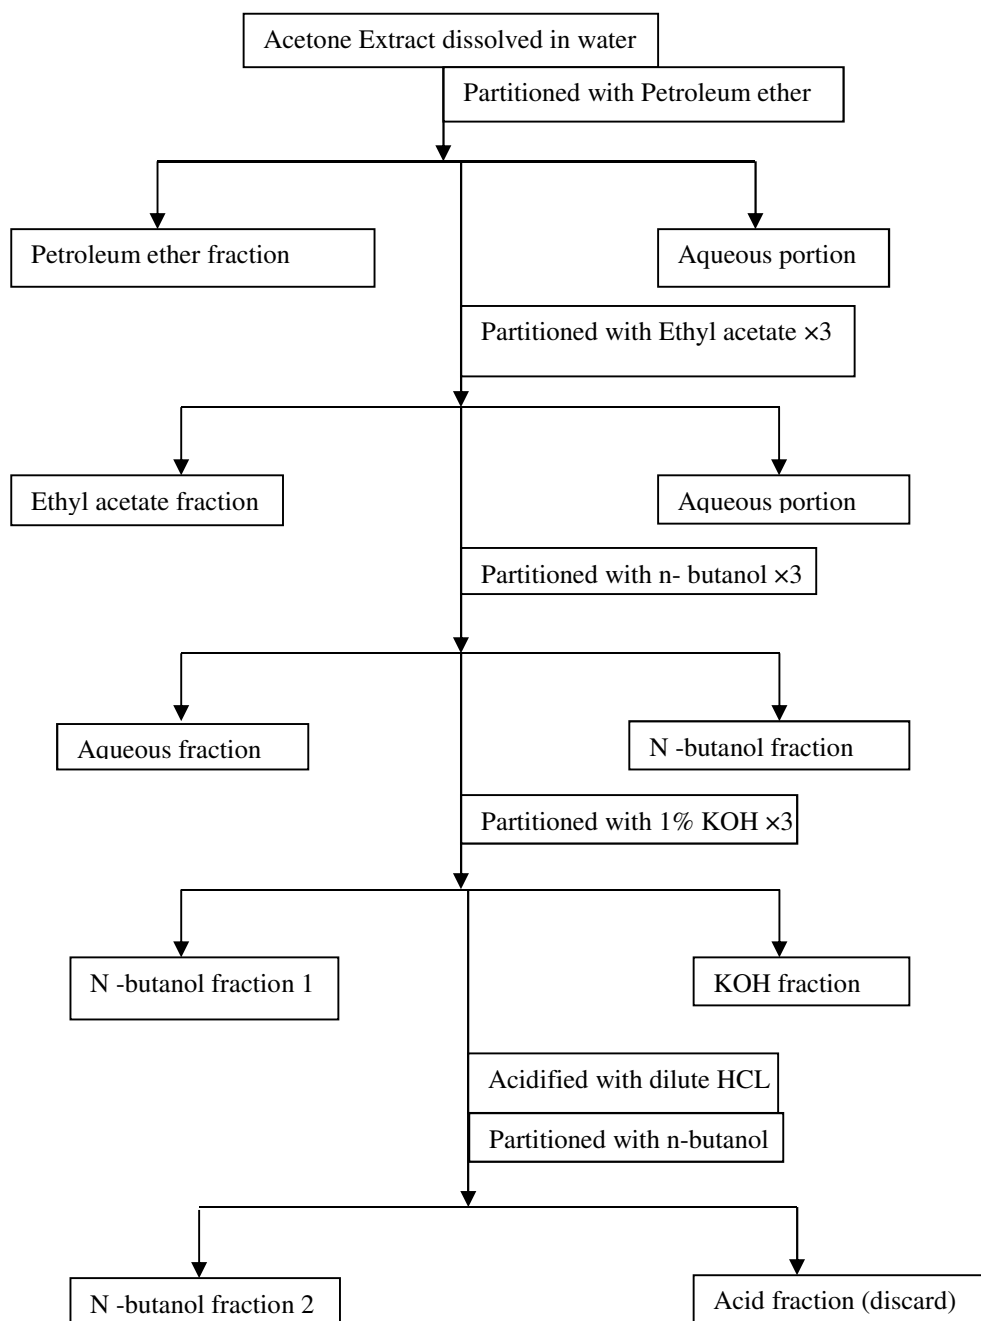 Acetone Extract dissolved in water
Partitioned with Petroleum ether
Petroleum ether fraction
Aqueous portion
Partitioned with Ethyl acetate ×3
Ethyl acetate fraction
Aqueous portion
Partitioned with n- butanol ×3
Aqueous fraction
N -butanol fraction
Partitioned with 1% KOH ×3
N -butanol fraction 1
KOH fraction
Acidified with dilute HCL
Partitioned with n-butanol
N -butanol fraction 2
Acid fraction (discard)